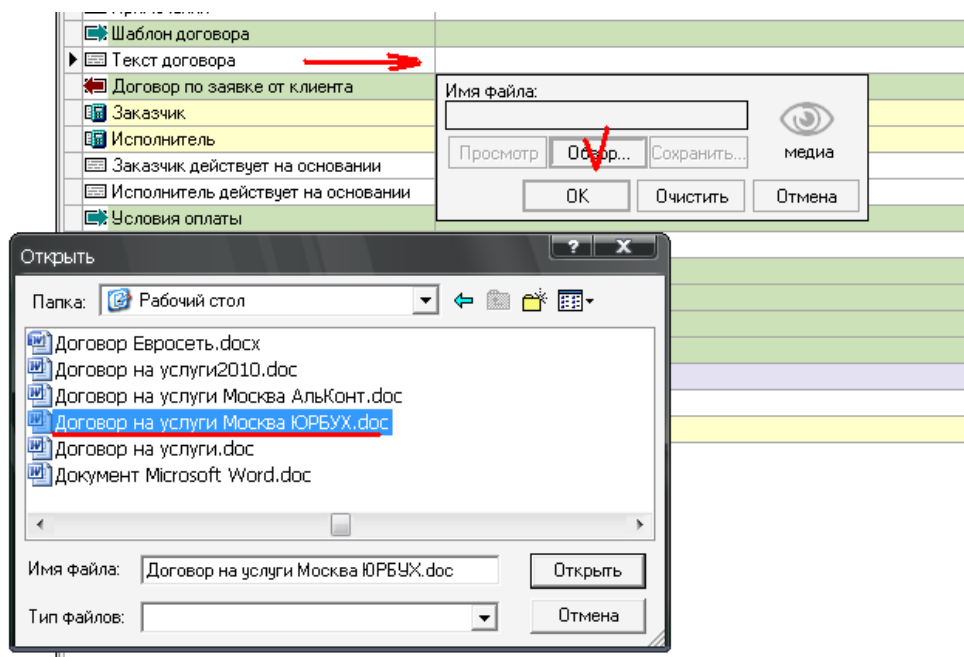 Шаблон договора
Текст договора
Договор по заявке от клиента
Заказчик
Исполнитель
Заказчик действует на основании
Исполнитель действует на основании
Условия оплаты
Имя файла:
Просмотр Обзор... Сохранить...
медиа
ОК Очистить Отмена
Открыть
? X
Папка: Рабочий стол
Договор Евросеть.docx
Договор на услуги2010.doc
Договор на услуги Москва АльКонт.doc
Договор на услуги Москва ЮРБУХ.doc
Договор на услуги.doc
Документ Microsoft Word.doc
Имя файла: Договор на услуги Москва ЮРБУХ.doc Открыть
Тип файлов: Отмена